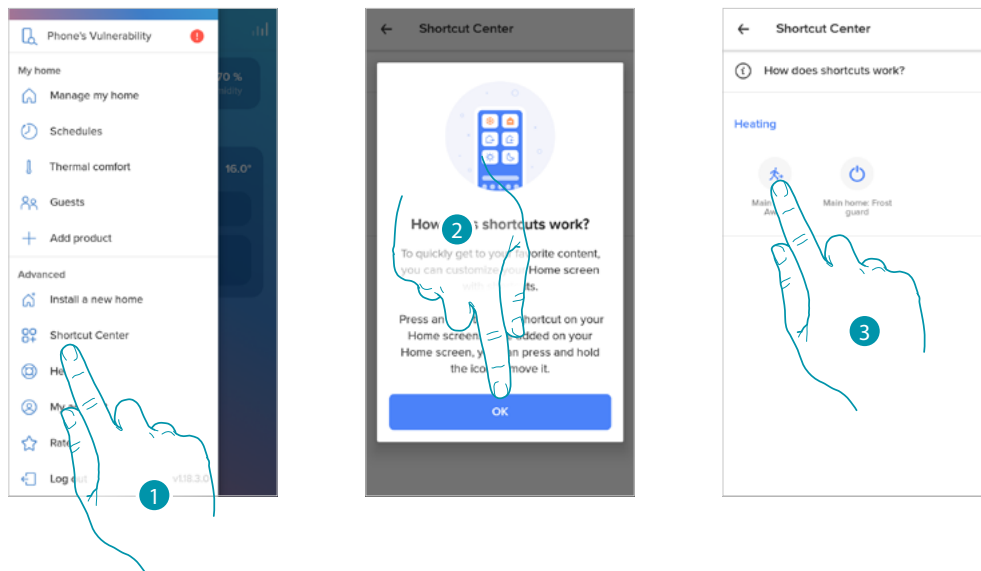 Phone's Vulnerability
!
My home
Manage my home
Schedules
Thermal comfort
Guests
Add product
Advanced
Install a new home
Shortcut Center
Rate
Log
v1.18.3.0
70 %
16.0°
1
Shortcut Center
shortcuts work?
To quickly get to your favorite content,
you can customize your Home screen
with
Press an shortcut on your
Home screen added on your
Home screen, press and hold
the icon move it.
OK
2
Shortcut Center
How does shortcuts work?
Heating
Main
Main home: Frost
guard
3